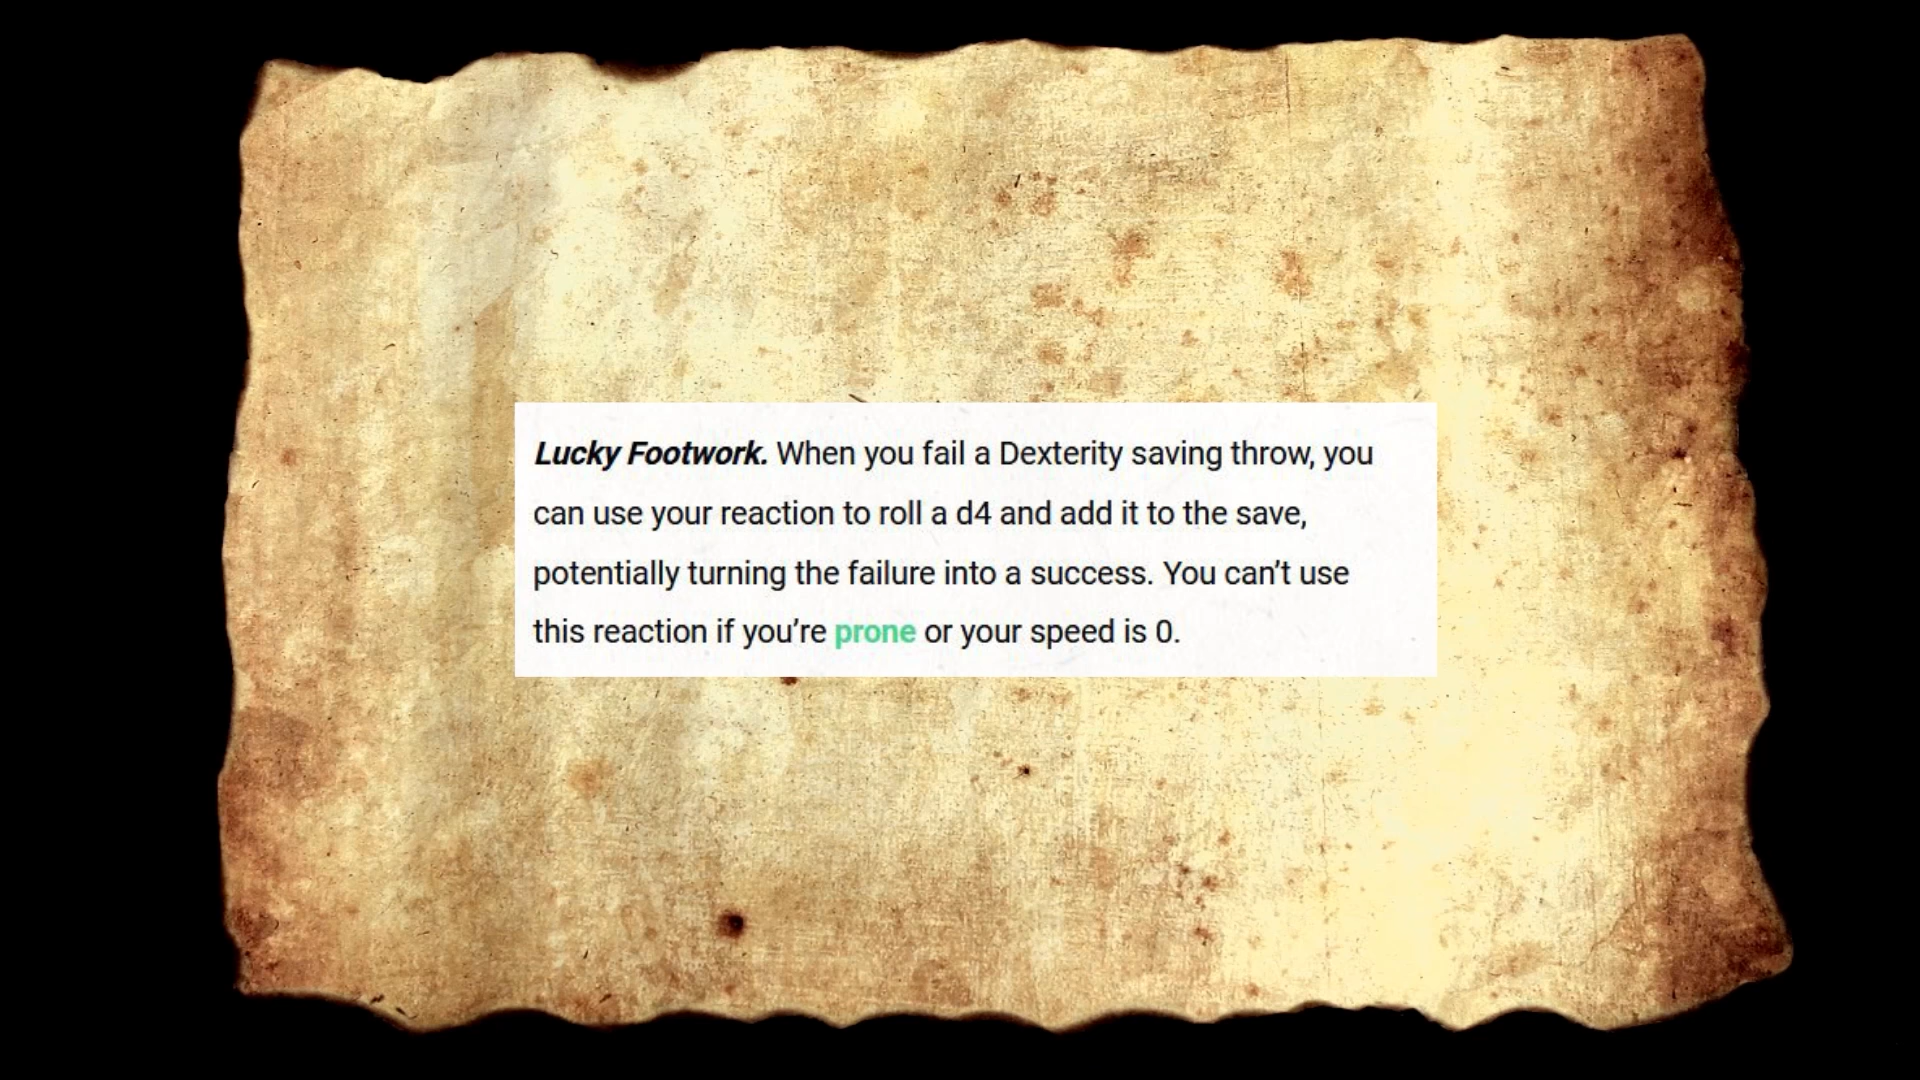 Lucky Footwork. When you fail a Dexterity saving throw, you
can use your reaction to roll a d4 and add it to the save,
potentially turning the failure into a success. You can’t use
this reaction if you’re prone or your speed is 0.